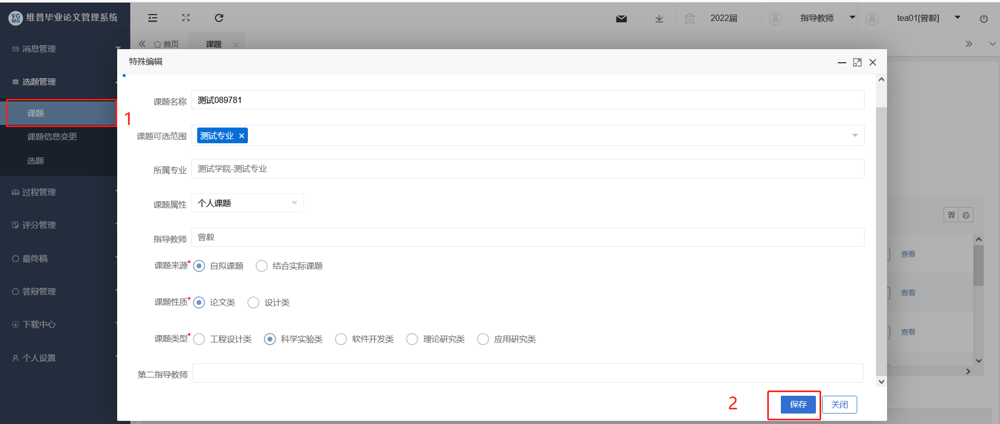 VG MS 维普毕业论文管理系统
2022届
指导教师
tea01[曾毅]
首页
课题
消息管理
选题管理
课题
1
课题信息变更
选题
过程管理
评分管理
最终稿
答辩管理
下载中心
个人设置
特殊编辑
课题名称 测试089781
课题可选范围 测试专业
所属专业 测试学院-测试专业
课题属性 个人课题
指导教师 曾毅
课题来源* 自拟课题 结合实际课题
课题性质* 论文类 设计类
课题类型* 工程设计类 科学实验类 软件开发类 理论研究类 应用研究类
第二指导教师
2 保存 关闭
查看
查看
查看